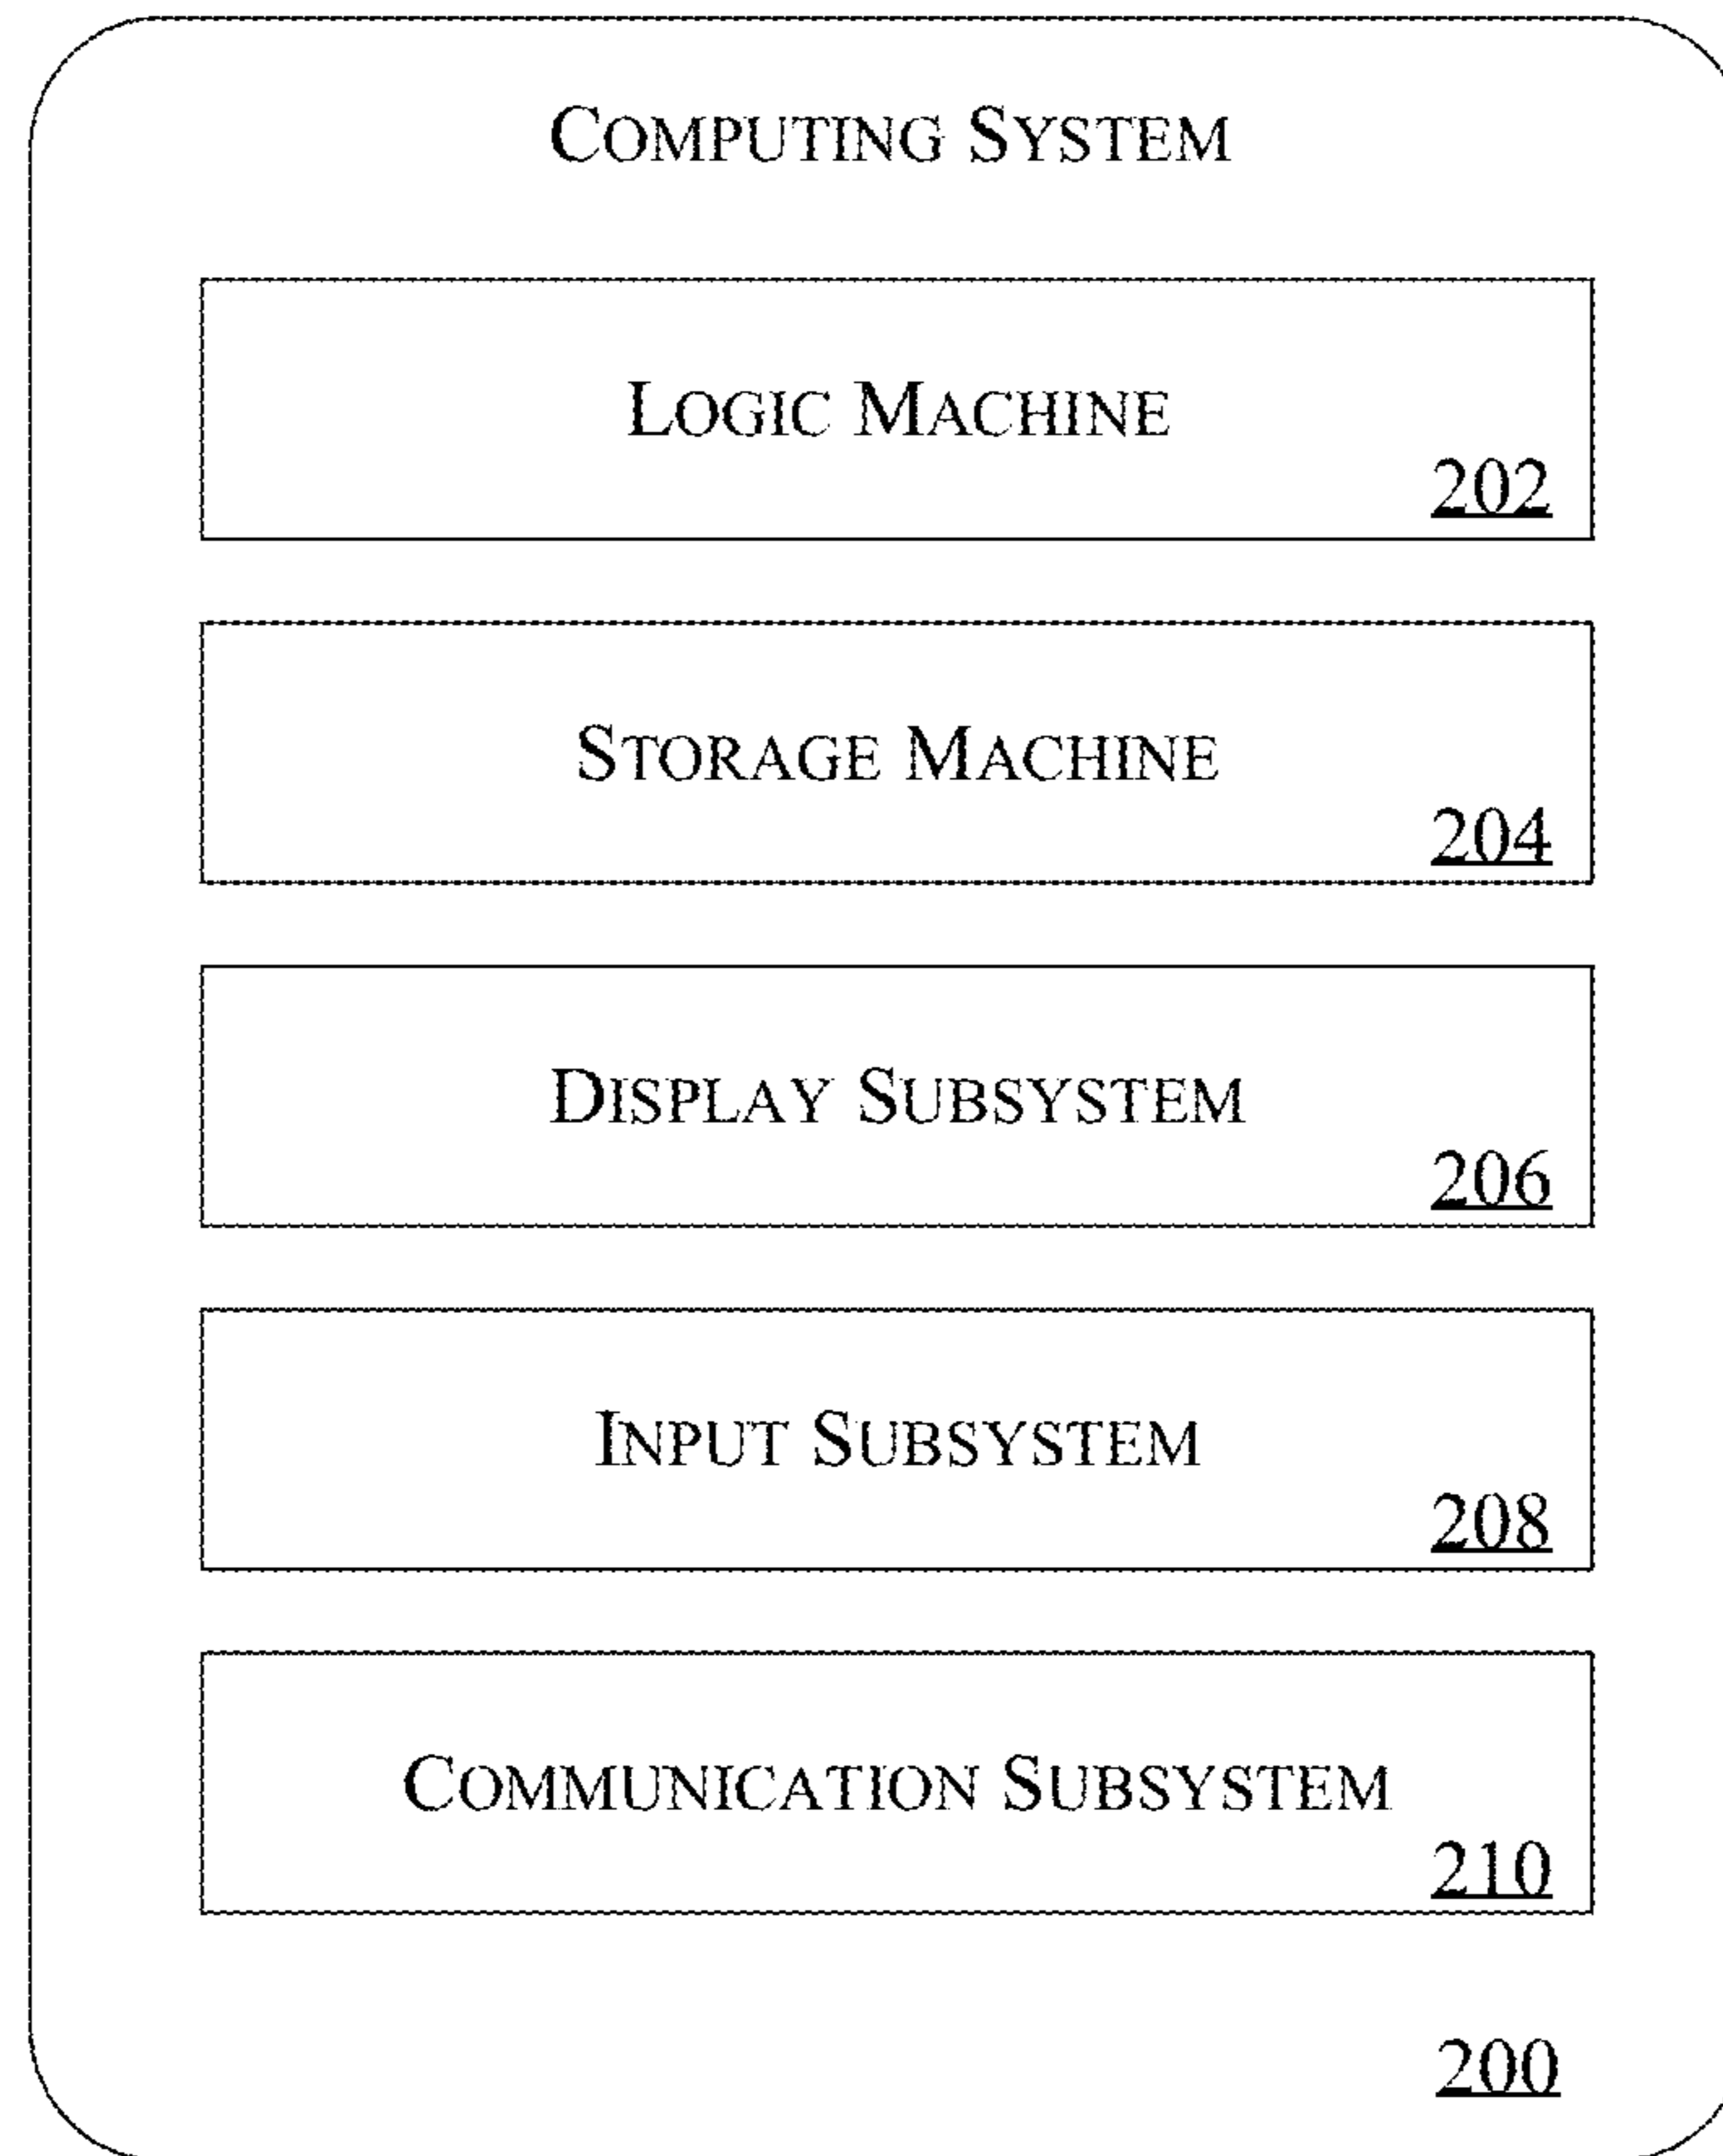 COMPUTING SYSTEM
LOGIC MACHINE
202
STORAGE MACHINE
204
DISPLAY SUBSYSTEM
206
INPUT SUBSYSTEM
208
COMMUNICATION SUBSYSTEM
210
200